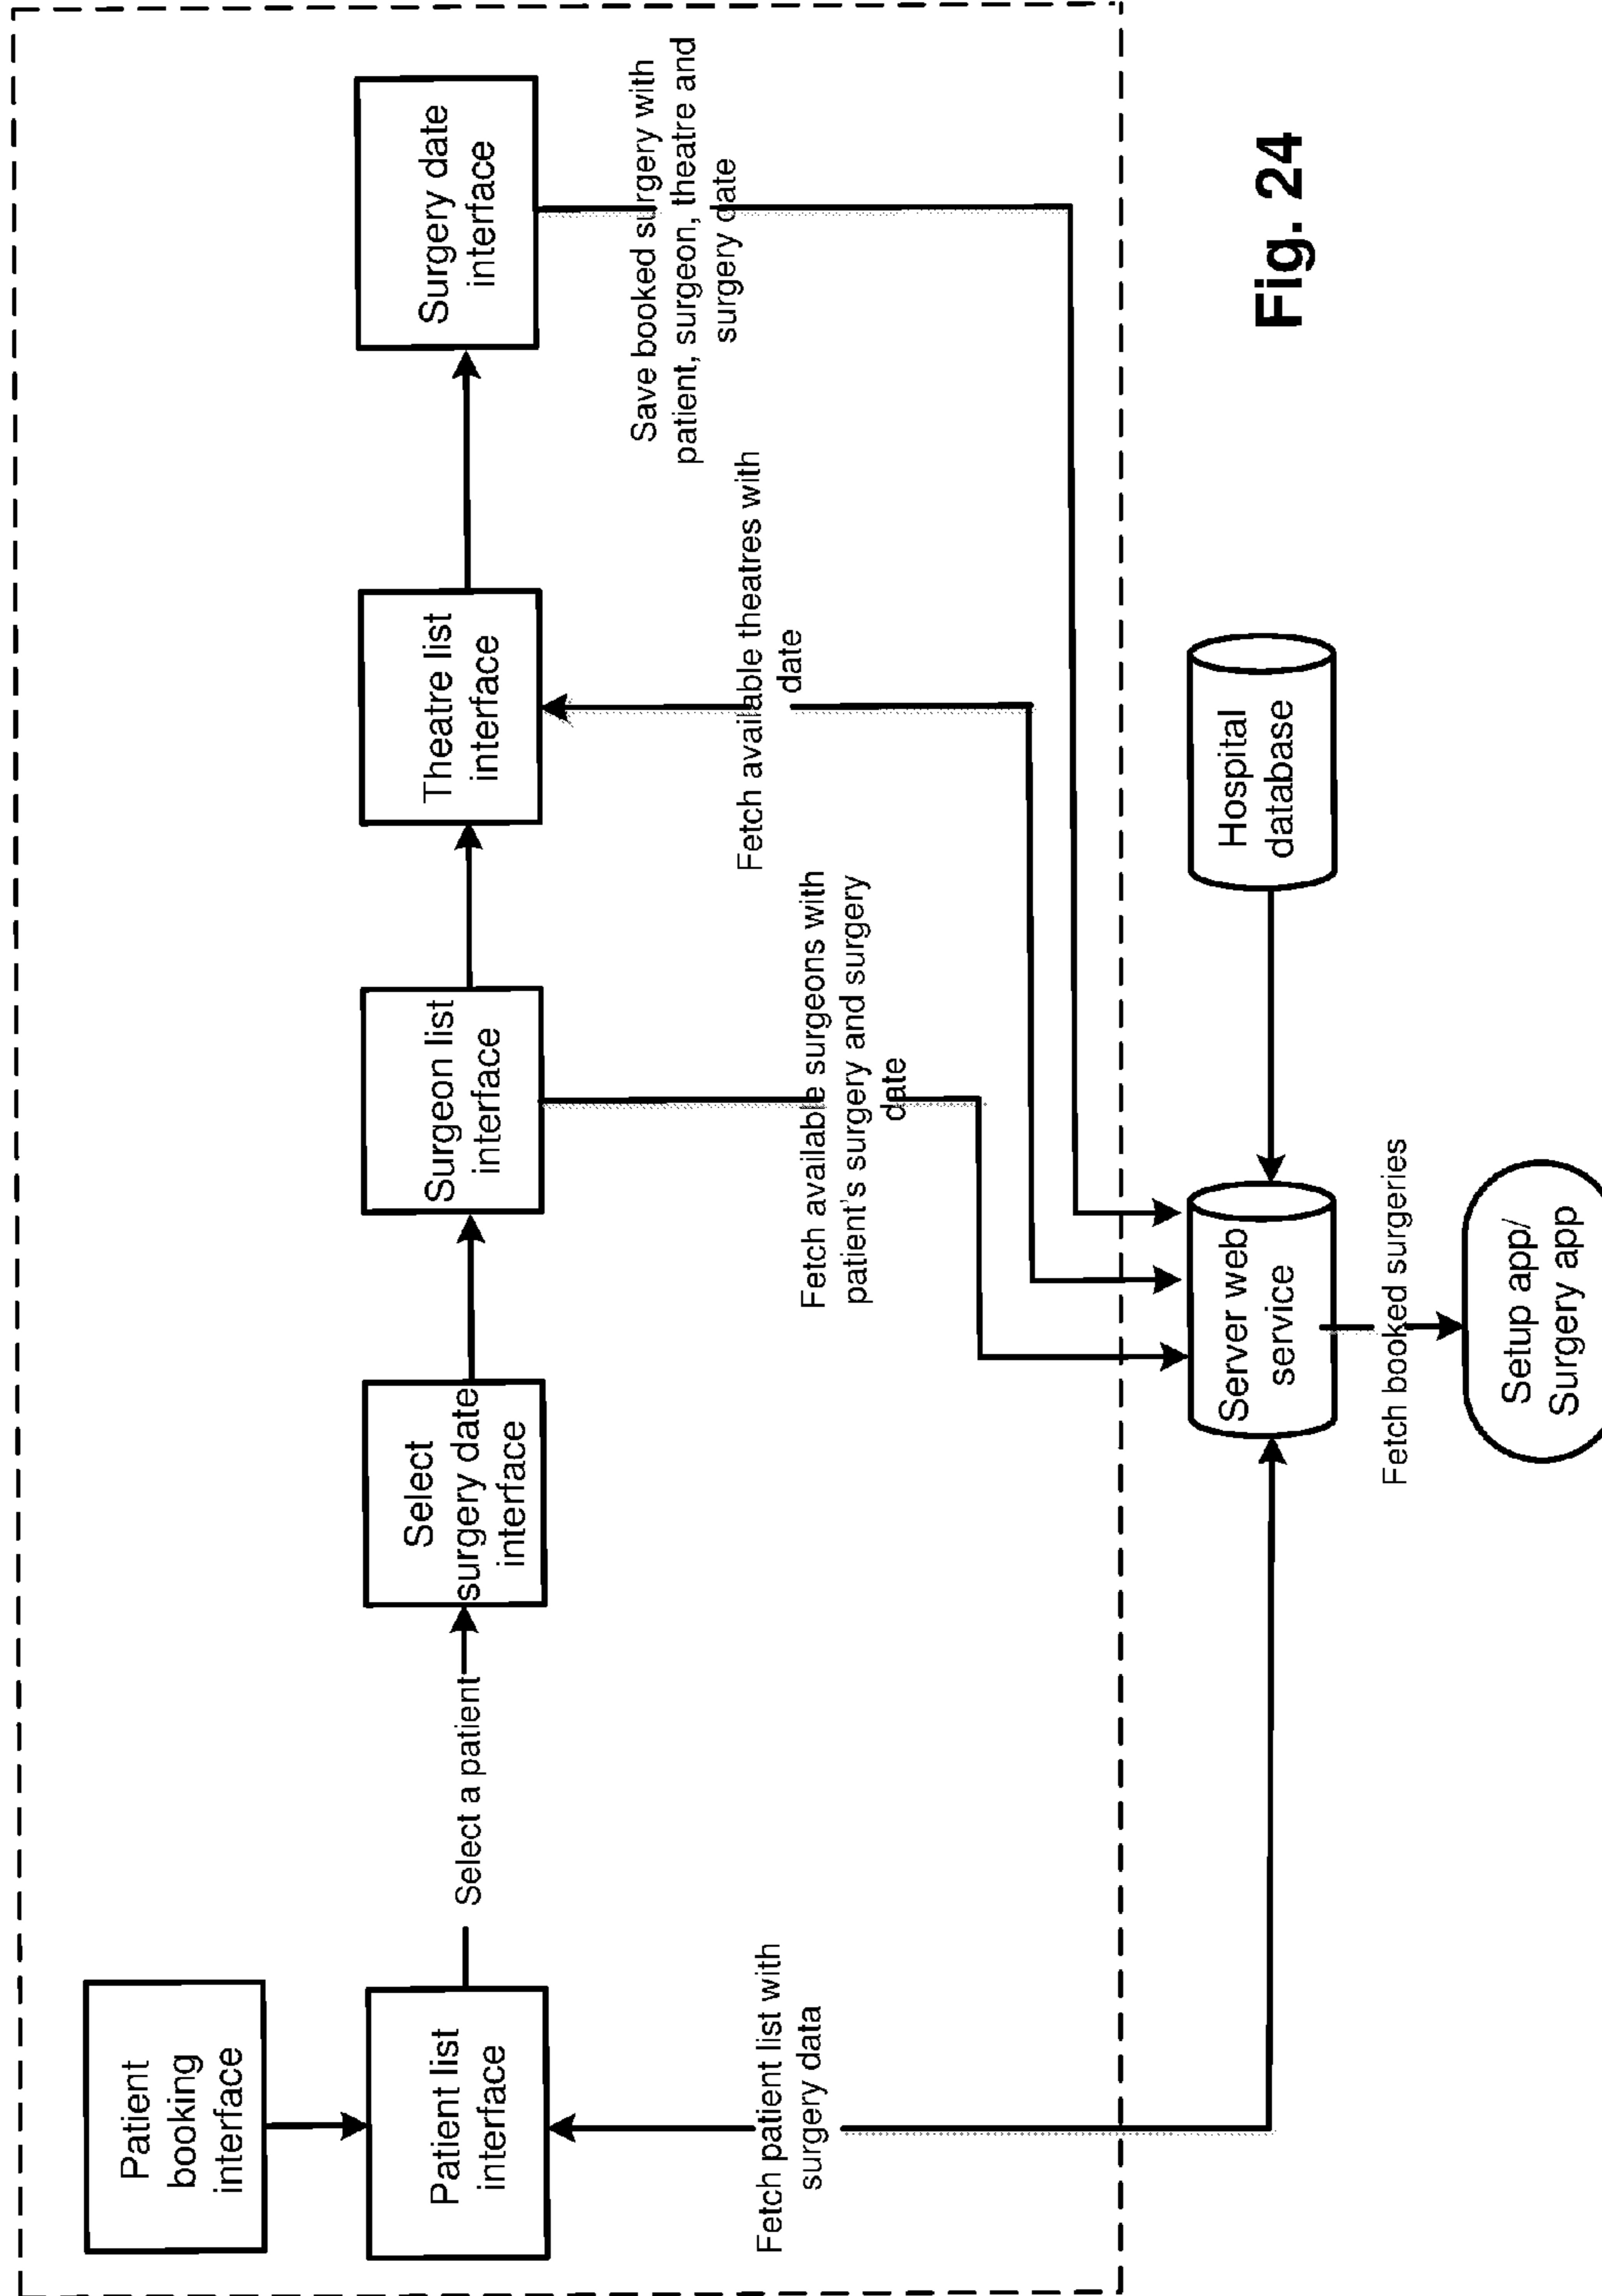 Patient
booking
interface
Patient list
interface
Select a patient
Select
surgery date
interface
Surgeon list
interface
Theatre list
interface
Surgery date
interface
Fetch patient list with
surgery data
Fetch available surgeons with
patient's surgery and surgery
date
Fetch available theatres with
date
Save booked surgery with
patient, surgeon, theatre and
surgery date
Server web
service
Hospital
database
Fetch booked surgeries
Setup app/
Surgery app
Fig. 24